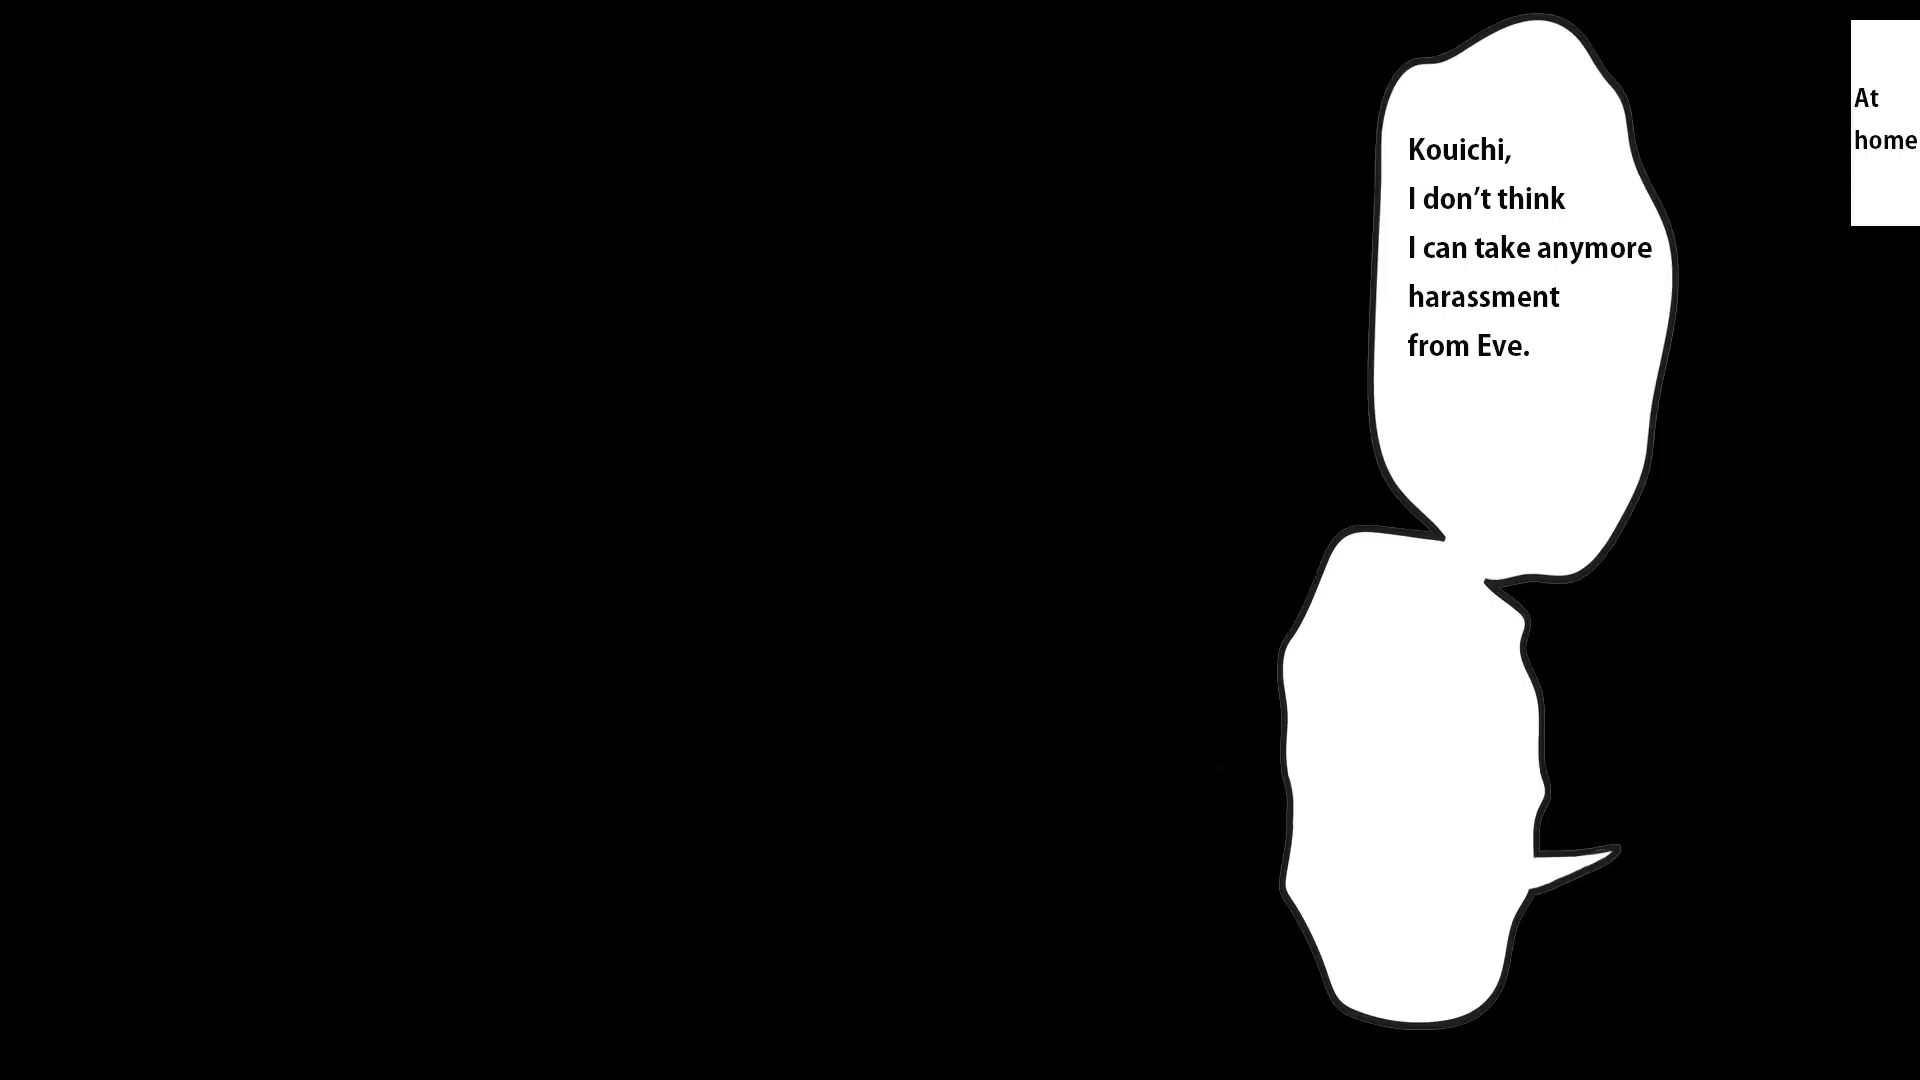 At
home
Kouichi,
I don’t think
I can take anymore
harassment
from Eve.